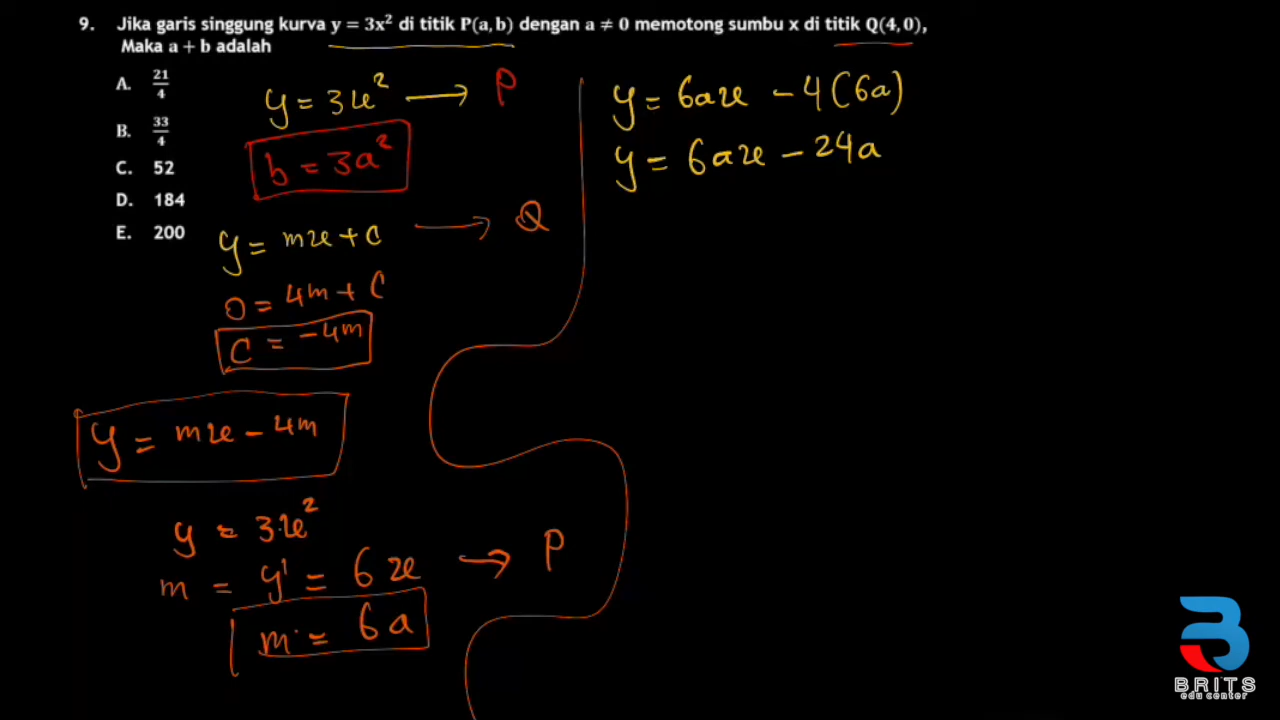 9. Jika garis singgung kurva y = 3x² di titik P(a, b) dengan a ≠ 0 memotong sumbu x di titik Q(4, 0),
Maka a + b adalah
A. 21/4
B. 33/4
C. 52
D. 184
E. 200
y = 3x² → P
b = 3a²
y = mx + c → Q
0 = 4m + c
c = -4m
y = mx - 4m
y = 3x²
m = y' = 6x → P
m = 6a
y = 6ax - 4(6a)
y = 6ax - 24a
BRITS
edu center